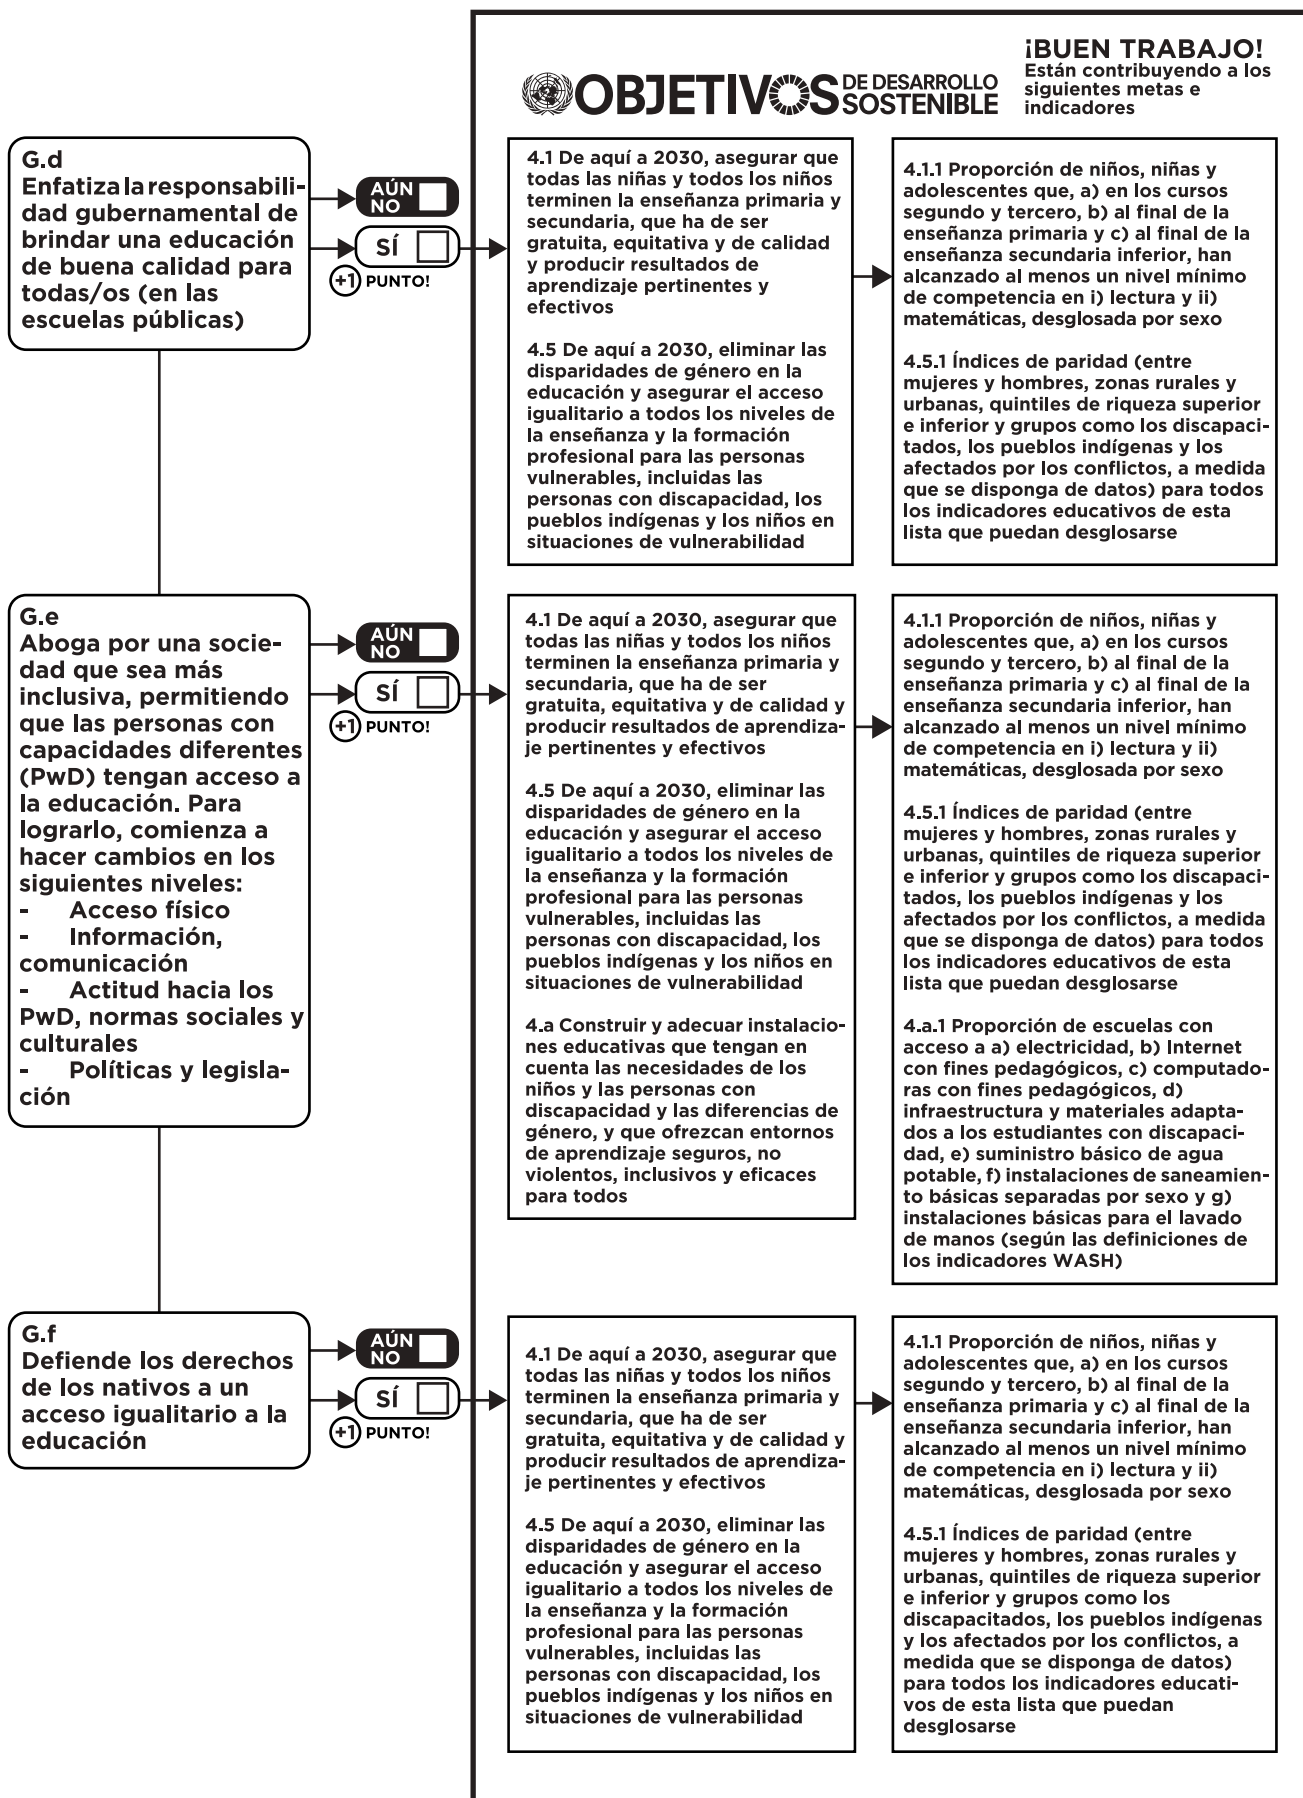 OBJETIVOS DE DESARROLLO
SOSTENIBLE
¡BUEN TRABAJO!
Están contribuyendo a los
siguientes metas e
indicadores
G.d
Enfatiza la responsabili-
dad gubernamental de
brindar una educación
de buena calidad para
todas/os (en las
escuelas públicas)
AÚN
NO
SÍ
+1 PUNTO!
4.1 De aquí a 2030, asegurar que
todas las niñas y todos los niños
terminen la enseñanza primaria y
secundaria, que ha de ser
gratuita, equitativa y de calidad
y producir resultados de
aprendizaje pertinentes y
efectivos
4.5 De aquí a 2030, eliminar las
disparidades de género en la
educación y asegurar el acceso
igualitario a todos los niveles de
la enseñanza y la formación
profesional para las personas
vulnerables, incluidas las
personas con discapacidad, los
pueblos indígenas y los niños en
situaciones de vulnerabilidad
4.1.1 Proporción de niños, niñas y
adolescentes que, a) en los cursos
segundo y tercero, b) al final de la
enseñanza primaria y c) al final de la
enseñanza secundaria inferior, han
alcanzado al menos un nivel mínimo
de competencia en i) lectura y ii)
matemáticas, desglosada por sexo
4.5.1 Índices de paridad (entre
mujeres y hombres, zonas rurales y
urbanas, quintiles de riqueza superior
e inferior y grupos como los discapaci-
tados, los pueblos indígenas y los
afectados por los conflictos, a medida
que se disponga de datos) para todos
los indicadores educativos de esta
lista que puedan desglosarse
G.e
Aboga por una socie-
dad que sea más
inclusiva, permitiendo
que las personas con
capacidades diferentes
(PwD) tengan acceso a
la educación. Para
lograrlo, comienza a
hacer cambios en los
siguientes niveles:
- Acceso físico
- Información,
comunicación
- Actitud hacia los
PwD, normas sociales y
culturales
- Políticas y legisla-
ción
AÚN
NO
SÍ
+1 PUNTO!
4.1 De aquí a 2030, asegurar que
todas las niñas y todos los niños
terminen la enseñanza primaria y
secundaria, que ha de ser
gratuita, equitativa y de calidad y
producir resultados de aprendiza-
je pertinentes y efectivos
4.5 De aquí a 2030, eliminar las
disparidades de género en la
educación y asegurar el acceso
igualitario a todos los niveles de
la enseñanza y la formación
profesional para las personas
vulnerables, incluidas las
personas con discapacidad, los
pueblos indígenas y los niños en
situaciones de vulnerabilidad
4.a Construir y adecuar instalacio-
nes educativas que tengan en
cuenta las necesidades de los
niños y las personas con
discapacidad y las diferencias de
género, y que ofrezcan entornos
de aprendizaje seguros, no
violentos, inclusivos y eficaces
para todos
4.1.1 Proporción de niños, niñas y
adolescentes que, a) en los cursos
segundo y tercero, b) al final de la
enseñanza primaria y c) al final de la
enseñanza secundaria inferior, han
alcanzado al menos un nivel mínimo
de competencia en i) lectura y ii)
matemáticas, desglosada por sexo
4.5.1 Índices de paridad (entre
mujeres y hombres, zonas rurales y
urbanas, quintiles de riqueza superior
e inferior y grupos como los discapaci-
tados, los pueblos indígenas y los
afectados por los conflictos, a medida
que se disponga de datos) para todos
los indicadores educativos de esta
lista que puedan desglosarse
4.a.1 Proporción de escuelas con
acceso a a) electricidad, b) Internet
con fines pedagógicos, c) computado-
ras con fines pedagógicos, d)
infraestructura y materiales adapta-
dos a los estudiantes con discapaci-
dad, e) suministro básico de agua
potable, f) instalaciones de saneamien-
to básicas separadas por sexo y g)
instalaciones básicas para el lavado
de manos (según las definiciones de
los indicadores WASH)
G.f
Defiende los derechos
de los nativos a un
acceso igualitario a la
educación
AÚN
NO
SÍ
+1 PUNTO!
4.1 De aquí a 2030, asegurar que
todas las niñas y todos los niños
terminen la enseñanza primaria y
secundaria, que ha de ser
gratuita, equitativa y de calidad y
producir resultados de aprendiza-
je pertinentes y efectivos
4.5 De aquí a 2030, eliminar las
disparidades de género en la
educación y asegurar el acceso
igualitario a todos los niveles de
la enseñanza y la formación
profesional para las personas
vulnerables, incluidas las
personas con discapacidad, los
pueblos indígenas y los niños en
situaciones de vulnerabilidad
4.1.1 Proporción de niños, niñas y
adolescentes que, a) en los cursos
segundo y tercero, b) al final de la
enseñanza primaria y c) al final de la
enseñanza secundaria inferior, han
alcanzado al menos un nivel mínimo
de competencia en i) lectura y ii)
matemáticas, desglosada por sexo
4.5.1 Índices de paridad (entre
mujeres y hombres, zonas rurales y
urbanas, quintiles de riqueza superior
e inferior y grupos como los
discapacitados, los pueblos indígenas
y los afectados por los conflictos, a
medida que se disponga de datos)
para todos los indicadores educati-
vos de esta lista que puedan
desglosarse